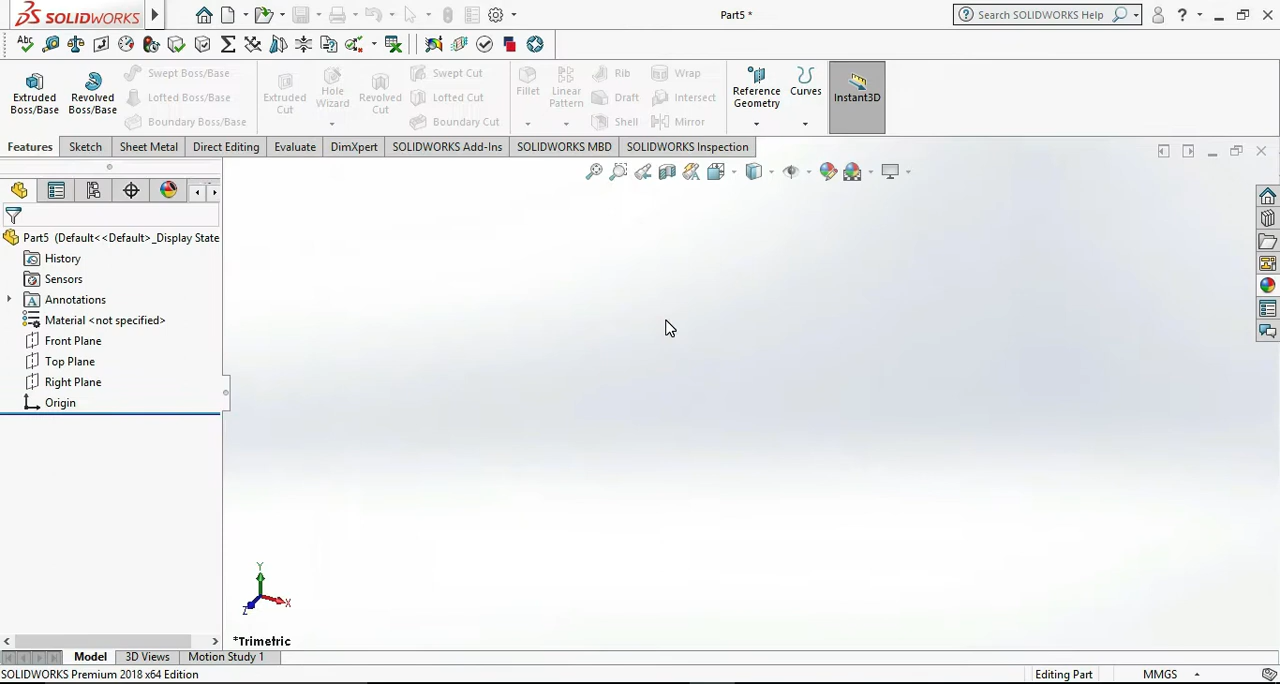 SOLIDWORKS
Part5 *
Search SOLIDWORKS Help
?
Abc
Extruded Boss/Base
Revolved Boss/Base
Swept Boss/Base
Lofted Boss/Base
Boundary Boss/Base
Extruded Cut
Hole Wizard
Revolved Cut
Swept Cut
Lofted Cut
Boundary Cut
Fillet
Linear Pattern
Rib
Draft
Shell
Wrap
Intersect
Mirror
Reference Geometry
Curves
Instant3D
Features
Sketch
Sheet Metal
Direct Editing
Evaluate
DimXpert
SOLIDWORKS Add-Ins
SOLIDWORKS MBD
SOLIDWORKS Inspection
Part5 (Default<<Default>_Display State
History
Sensors
Annotations
Material <not specified>
Front Plane
Top Plane
Right Plane
Origin
Y
X
Z
*Trimetric
Model
3D Views
Motion Study 1
SOLIDWORKS Premium 2018 x64 Edition
Editing Part
MMGS